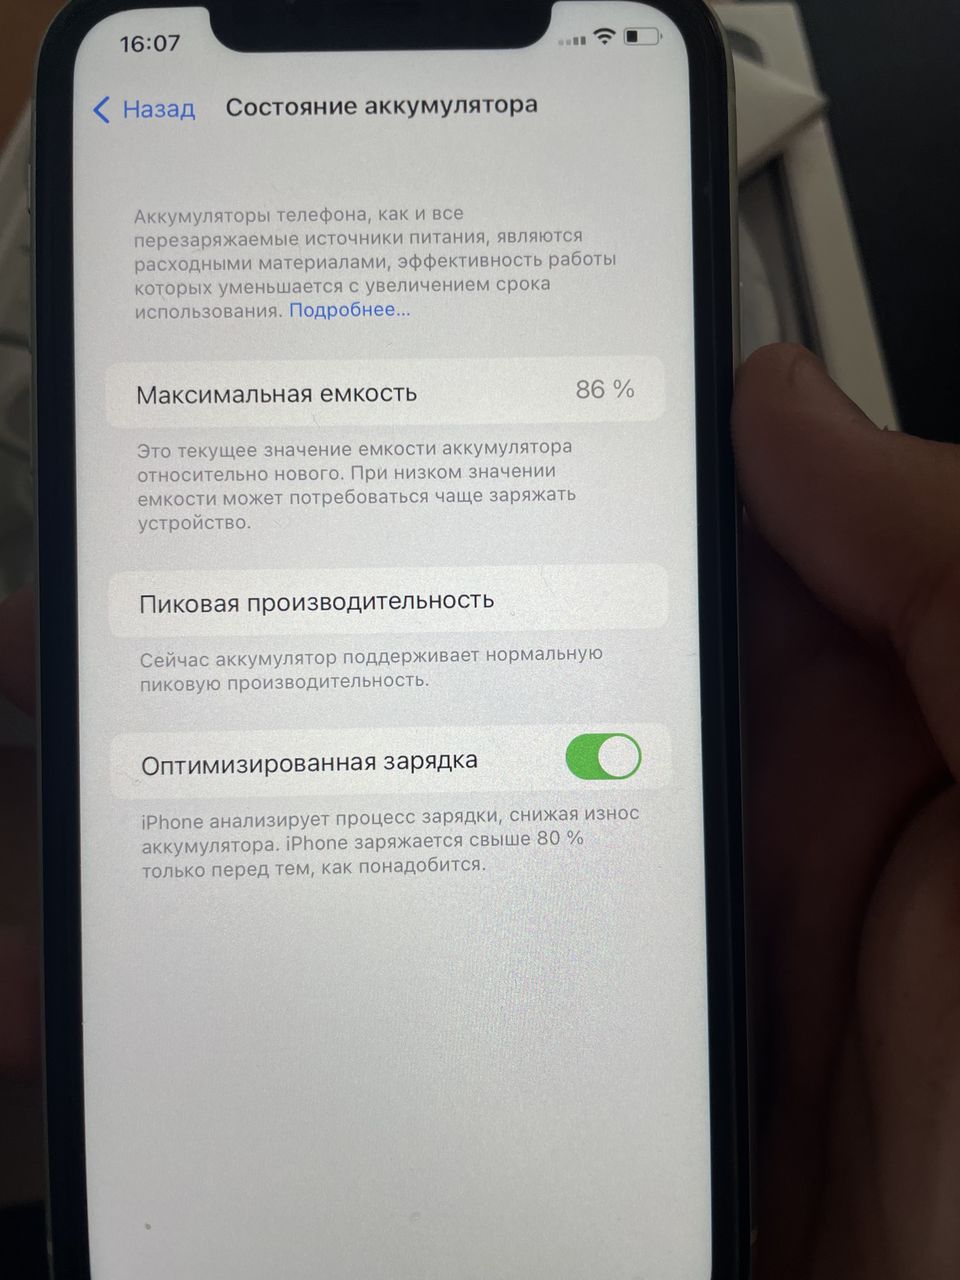 16:07
Назад Состояние аккумулятора
Аккумуляторы телефона, как и все
перезаряжаемые источники питания, являются
расходными материалами, эффективность работы
которых уменьшается с увеличением срока
использования. Подробнее...
Максимальная емкость 86 %
Это текущее значение емкости аккумулятора
относительно нового. При низком значении
емкости может потребоваться чаще заряжать
устройство.
Пиковая производительность
Сейчас аккумулятор поддерживает нормальную
пиковую производительность.
Оптимизированная зарядка
iPhone анализирует процесс зарядки, снижая износ
аккумулятора. iPhone заряжается свыше 80 %
только перед тем, как понадобится.